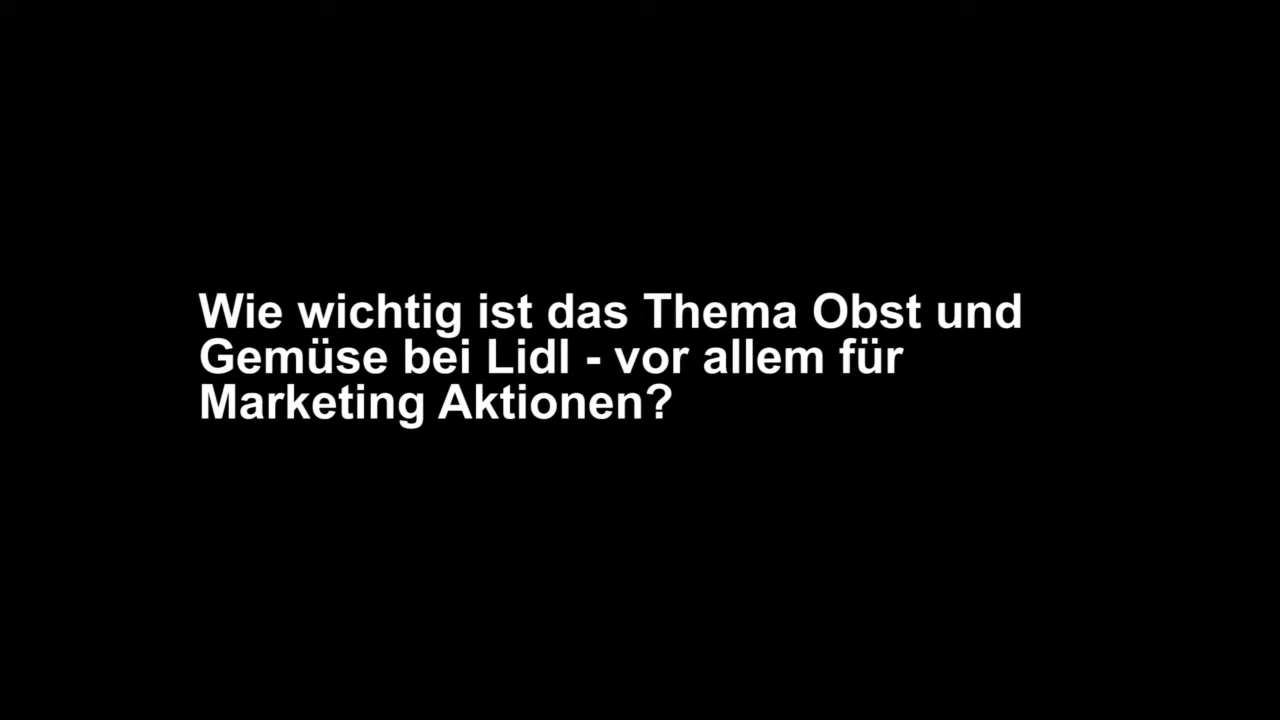 Wie wichtig ist das Thema Obst und
Gemüse bei Lidl - vor allem für
Marketing Aktionen?